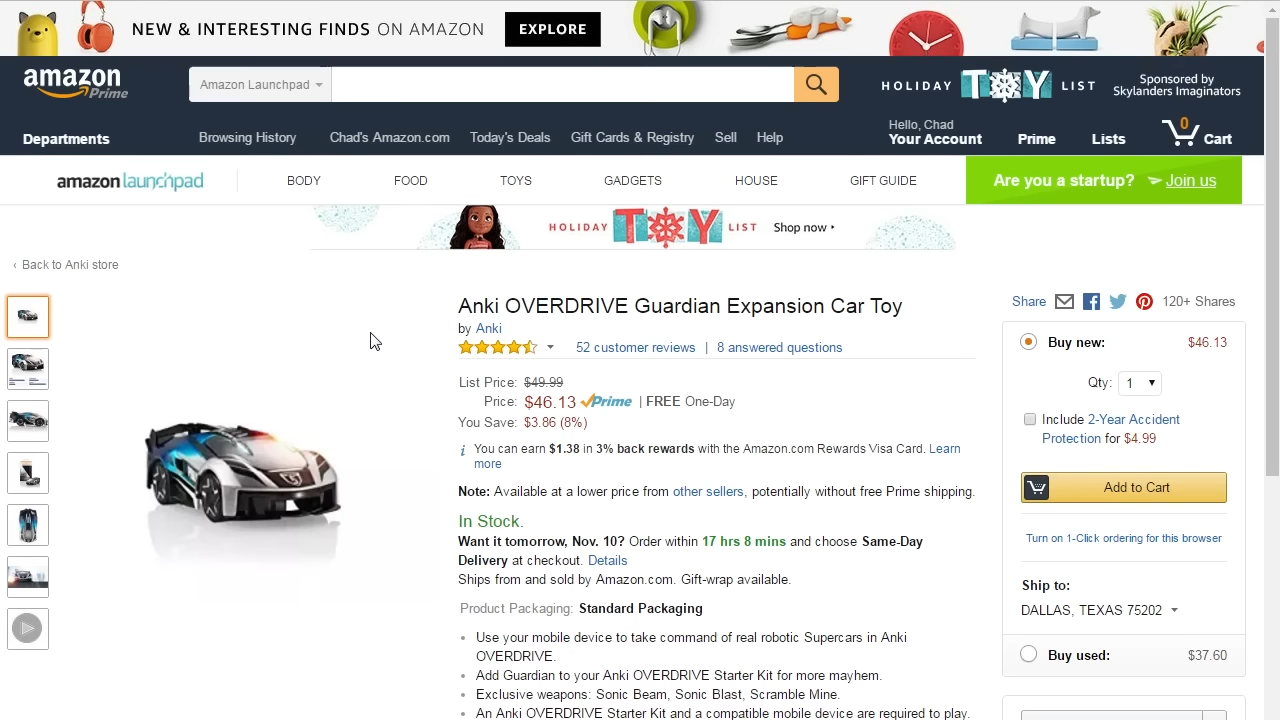 NEW & INTERESTING FINDS ON AMAZON
EXPLORE
amazon
Prime
Amazon Launchpad
HOLIDAY TOY LIST
Sponsored by
Skylanders Imaginators
Departments
Browsing History
Chad's Amazon.com
Today's Deals
Gift Cards & Registry
Sell
Help
Hello, Chad
Your Account
Prime
Lists
0
Cart
amazon launchpad
BODY
FOOD
TOYS
GADGETS
HOUSE
GIFT GUIDE
Are you a startup?
Join us
HOLIDAY TOY LIST
Shop now ‣
‹ Back to Anki store
Anki OVERDRIVE Guardian Expansion Car Toy
by Anki
52 customer reviews | 8 answered questions
List Price: $49.99
Price: $46.13 Prime | FREE One-Day
You Save: $3.86 (8%)
i You can earn $1.38 in 3% back rewards with the Amazon.com Rewards Visa Card. Learn
more
Note: Available at a lower price from other sellers, potentially without free Prime shipping.
In Stock.
Want it tomorrow, Nov. 10? Order within 17 hrs 8 mins and choose Same-Day
Delivery at checkout. Details
Ships from and sold by Amazon.com. Gift-wrap available.
Product Packaging: Standard Packaging
• Use your mobile device to take command of real robotic Supercars in Anki
OVERDRIVE.
• Add Guardian to your Anki OVERDRIVE Starter Kit for more mayhem.
• Exclusive weapons: Sonic Beam, Sonic Blast, Scramble Mine.
• An Anki OVERDRIVE Starter Kit and a compatible mobile device are required to play.
Share
120+ Shares
Buy new: $46.13
Qty: 1
Include 2-Year Accident
Protection for $4.99
Add to Cart
Turn on 1-Click ordering for this browser
Ship to:
DALLAS, TEXAS 75202
Buy used: $37.60